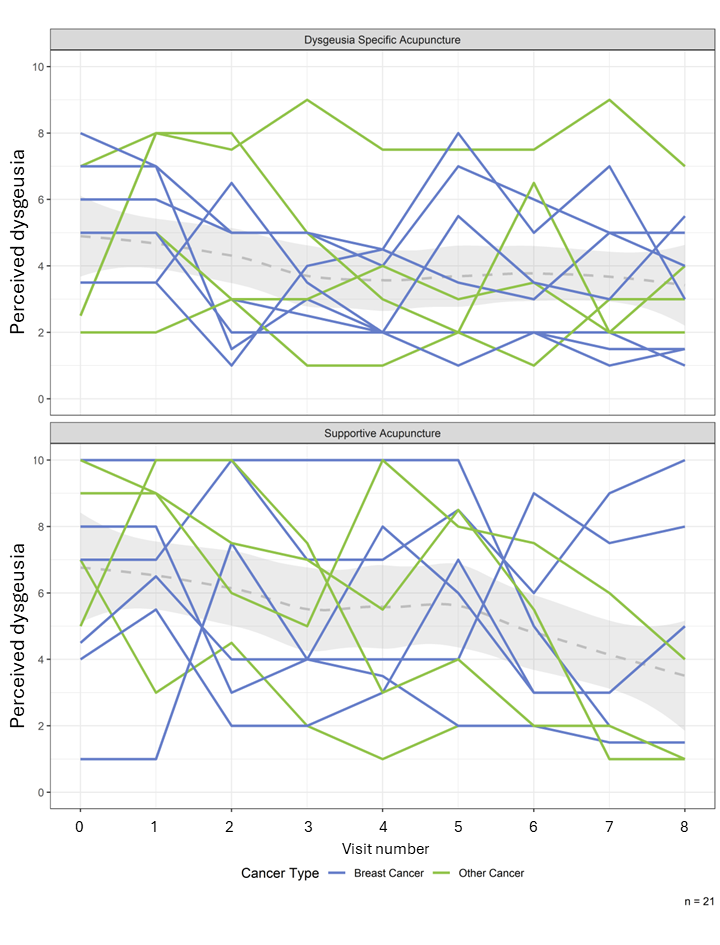 Dysgeusia Specific Acupuncture
10
8
6
4
2
0
Perceived dysgeusia
Supportive Acupuncture
10
8
6
4
2
0
Perceived dysgeusia
0 1 2 3 4 5 6 7 8
Visit number
Cancer Type Breast Cancer Other Cancer
n = 21